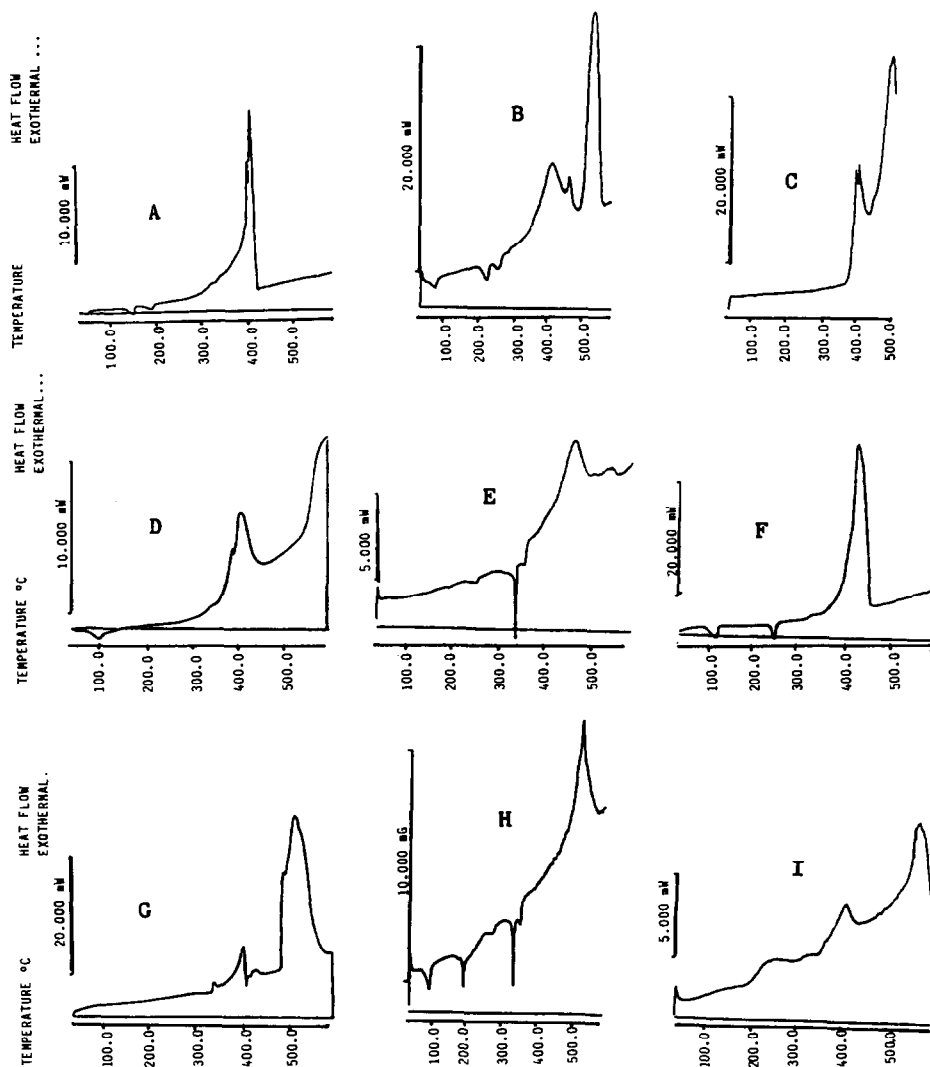 HEAT FLOW
EXOTHERMAL ...
TEMPERATURE
10.000 mW
A
100.0
200.0
300.0
400.0
500.0
20.000 mW
B
100.0
200.0
300.0
400.0
500.0
20.000 mW
C
100.0
200.0
300.0
400.0
500.0
HEAT FLOW
EXOTHERMAL...
TEMPERATURE ºC
10.000 mW
D
100.0
200.0
300.0
400.0
500.0
5.000 mW
E
100.0
200.0
300.0
400.0
500.0
20.000 mW
F
100.0
200.0
300.0
400.0
500.0
HEAT FLOW
EXOTHERMAL.
TEMPERATURE ºC
20.000 mW
G
100.0
200.0
300.0
400.0
500.0
10.000 mG
H
100.0
200.0
300.0
400.0
500.0
5.000 mW
I
100.0
200.0
300.0
400.0
500.0